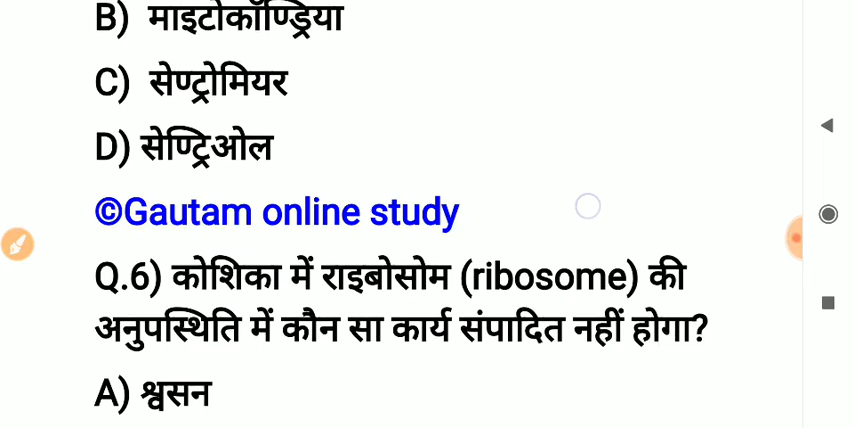 B) माइटोकॉण्ड्रिया
C) सेण्ट्रोमियर
D) सेण्ट्रिओल
©Gautam online study
Q.6) कोशिका में राइबोसोम (ribosome) की
अनुपस्थिति में कौन सा कार्य संपादित नहीं होगा?
A) श्वसन